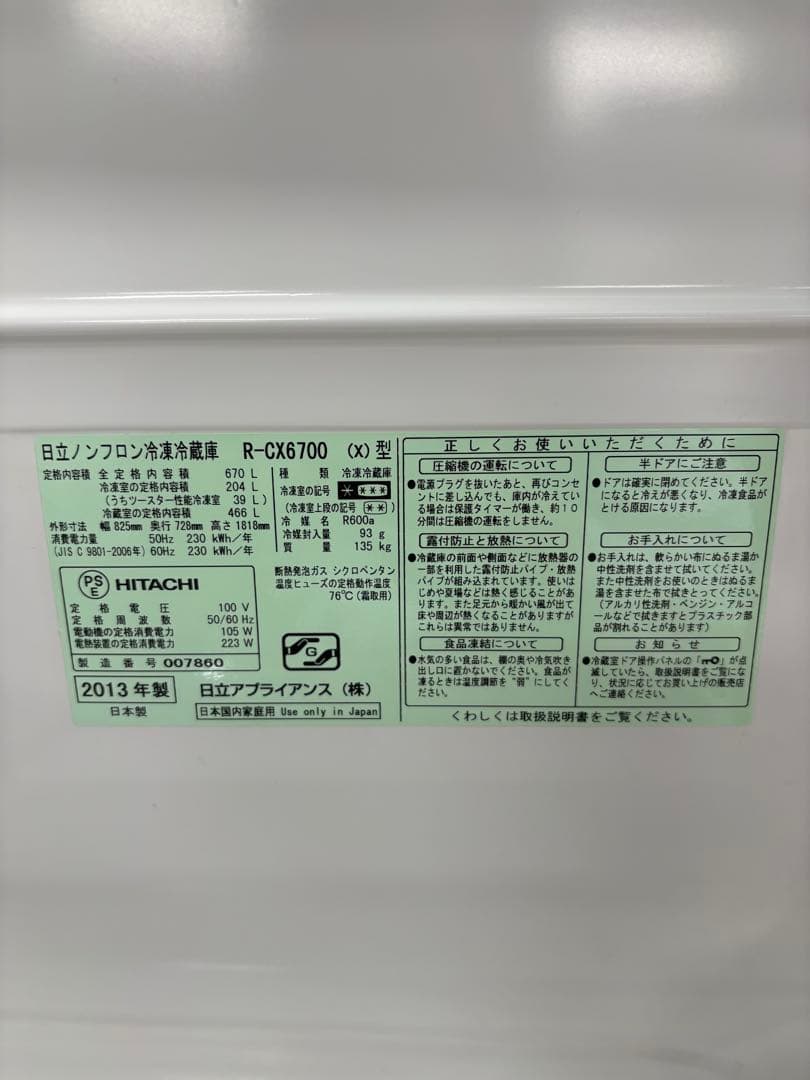 日立ノンフロン冷凍冷蔵庫 R-CX6700 (X) 型
定格内容積 全定格内容積 670 L
冷凍室の定格内容積 204 L
(うちツースター性能冷凍室 39 L)
冷蔵室の定格内容積 466 L
外形寸法 幅 825mm 奥行 728mm 高さ 1818mm
消費電力量 50Hz 230 kWh/年
(JIS C 9801-2006年) 60Hz 230 kWh/年
種類 冷凍冷蔵庫
冷凍室の記号 * ***
(冷凍室上段の記号 **)
冷媒名 R600a
冷媒封入量 93 g
質量 135 kg
断熱発泡ガス シクロペンタン
温度ヒューズの定格動作温度
76℃(霜取用)
PSE HITACHI
定格電圧 100 V
定格周波数 50/60 Hz
電動機の定格消費電力 105 W
電熱装置の定格消費電力 223 W
製造番号 007860
G
2013年製
日本製
日立アプライアンス(株)
日本国内家庭用 Use only in Japan
正しくお使いいただくために
圧縮機の運転について
●電源プラグを抜いたあと、再びコンセ
ントに差し込んでも、庫内が冷えてい
る場合は保護タイマーが働き、約10
分間は圧縮機の運転をしません。
露付防止と放熱について
●冷蔵庫の前面や側面などに放熱器の
一部を利用した露付防止パイプ・放熱
パイプが組み込まれています。使いは
じめや夏場などは熱く感じることがあ
ります。また足元から暖かい風が出て
床や周辺が熱くなることがありますが
これらは異常ではありません。
食品凍結について
●水気の多い食品は、棚の奥や冷気吹き
出し口に置かないでください。食品が
凍るときは温度調節を“弱”にしてく
ださい。
半ドアにご注意
●ドアは確実に閉めてください。半ドア
になると冷えが悪くなり、冷凍食品が
とける原因になります。
お手入れについて
●お手入れは、軟らかい布にぬるま湯か
中性洗剤を含ませて拭いてください。
また中性洗剤をお使いのときはぬるま
湯を含ませた布で拭きとってください。
(アルカリ性洗剤・ベンジン・アルコ
ールなどで拭きますとプラスチック部
品が割れることがあります)
お知らせ
●冷蔵室ドア操作パネルの「」が点
滅していたら、取扱説明書をご覧にな
り、状況に応じてお買い上げの販売店
へご連絡ください。
くわしくは取扱説明書をご覧ください。